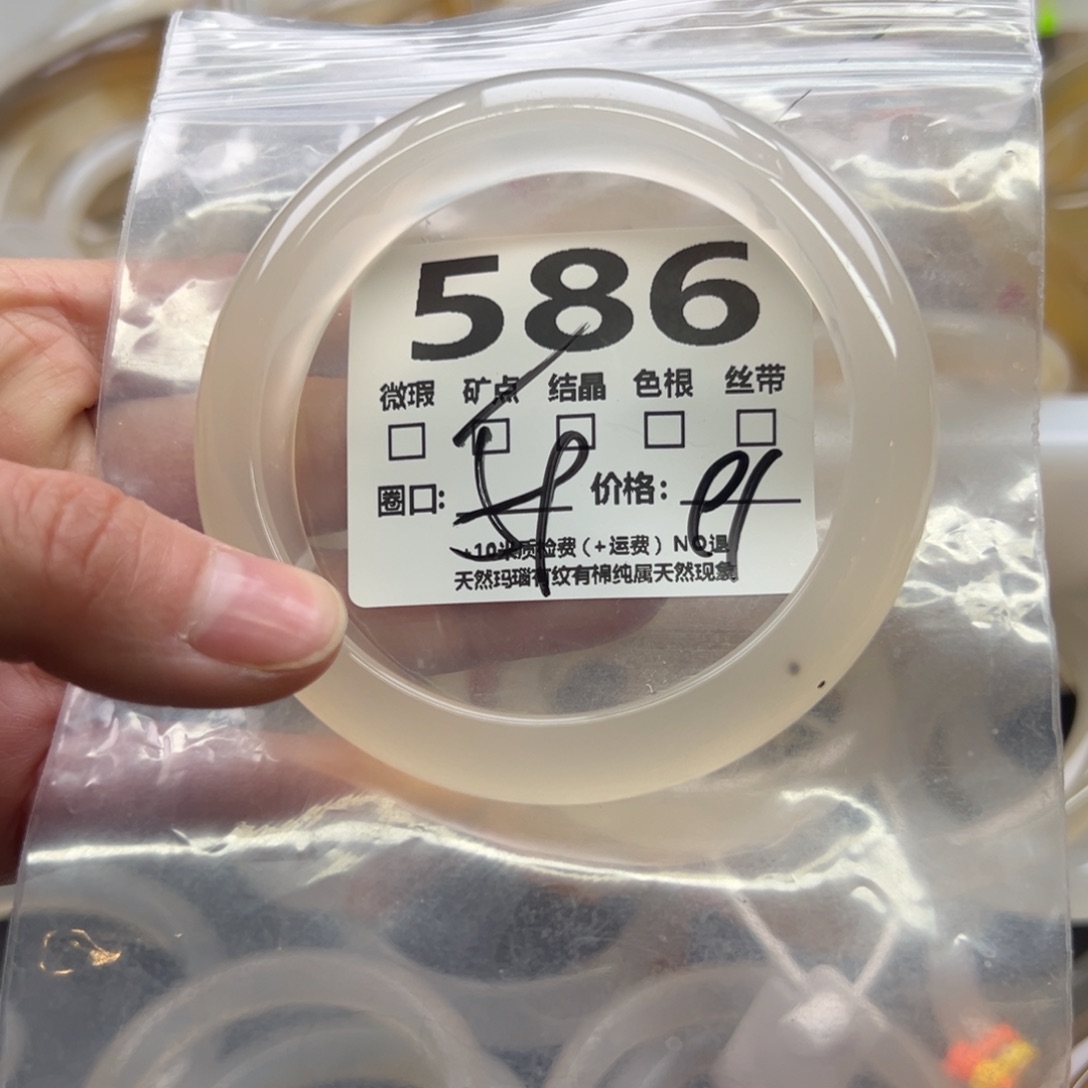 586
微瑕 矿点 结晶 色根 丝带
圈口: 价格:
+10米质检费(+运费) NO退
天然玛瑙有纹有棉纯属天然现象